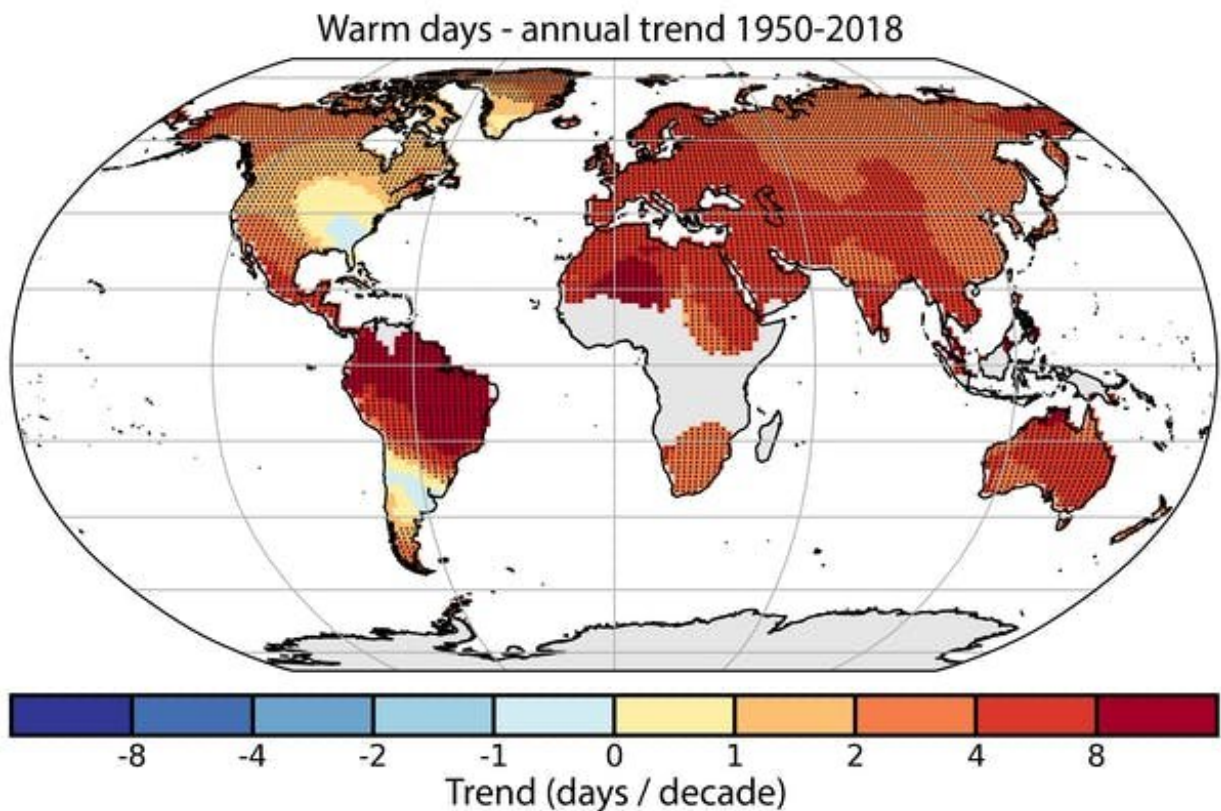 Warm days - annual trend 1950-2018
-8 -4 -2 -1 0 1 2 4 8
Trend (days / decade)